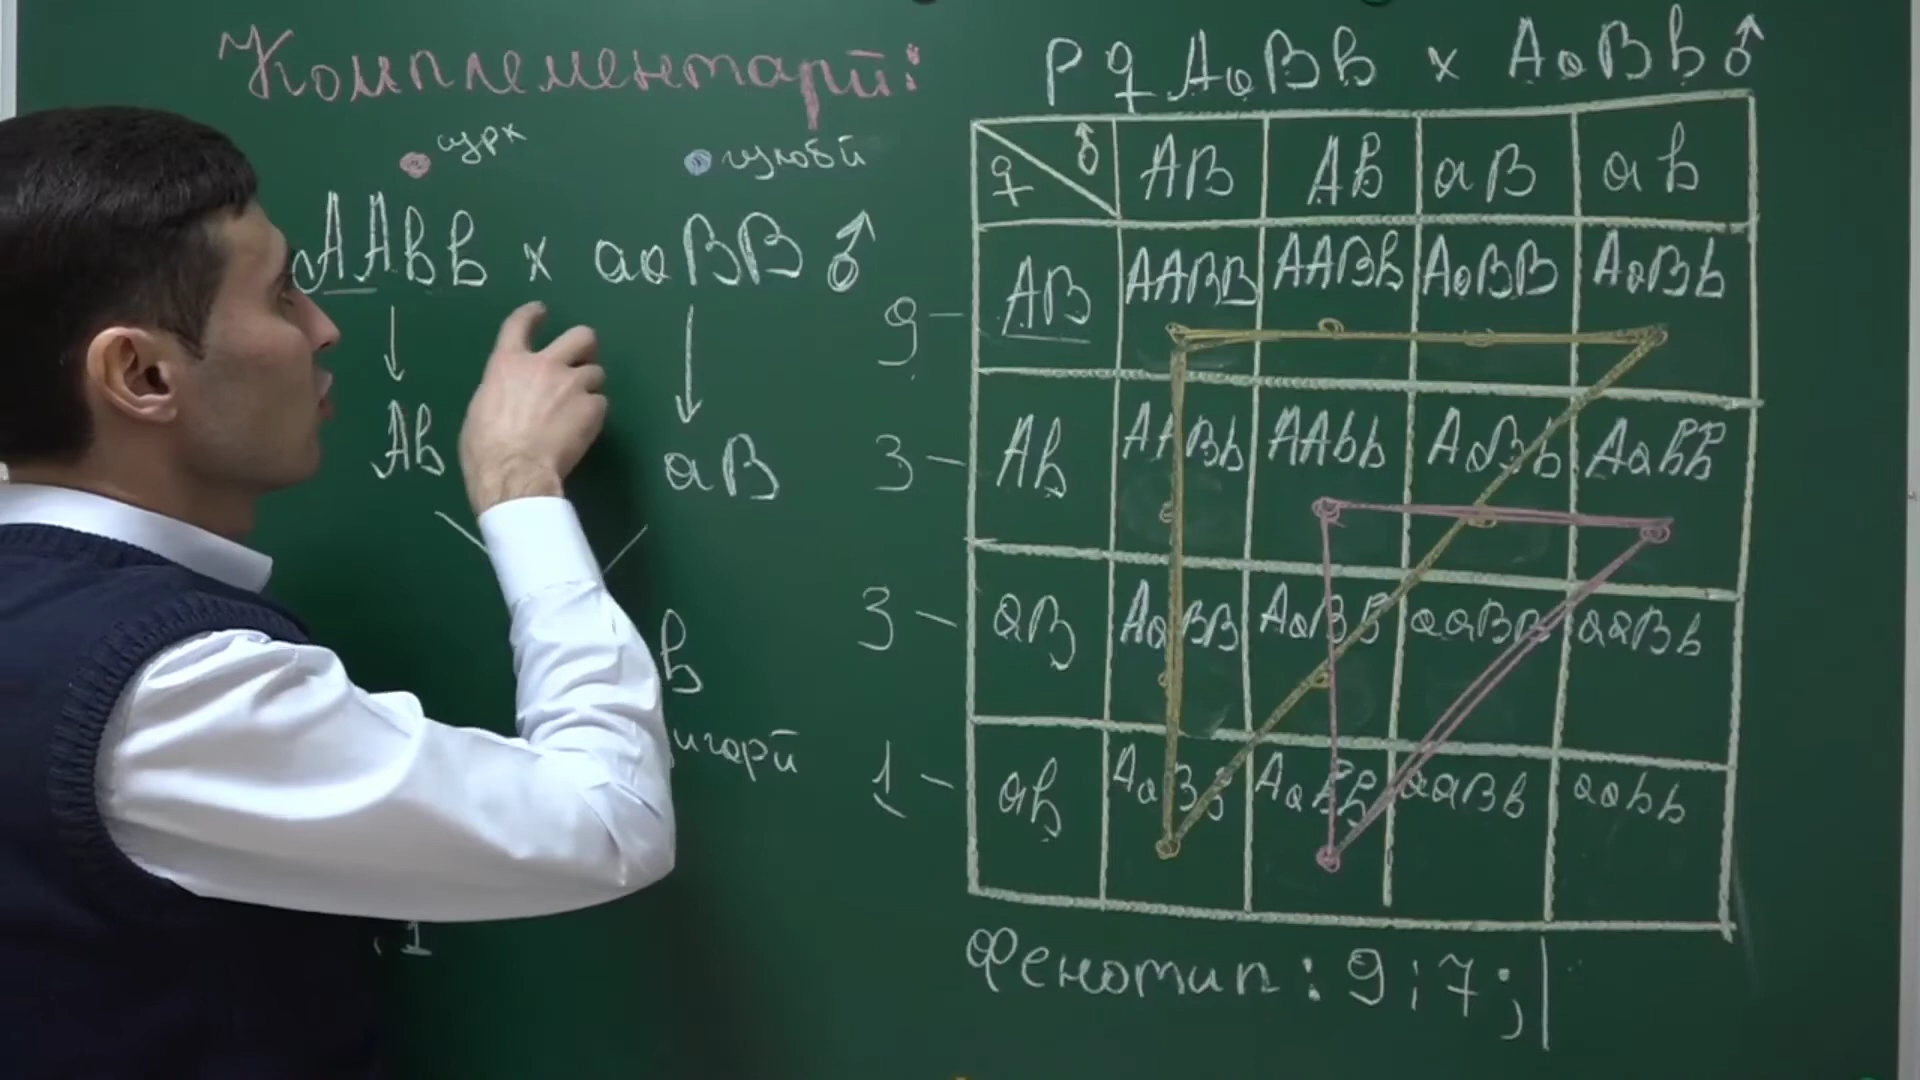 Комплементарӣ:
сурх
гулобӣ
AAbb x aaBB ♂
Ab
aB
b
, 1
P ♀ AaBb x AaBb ♂
♀ ♂ AB Ab aB ab
9 - AB AABB AABb AaBB AaBb
3 - Ab AABb AAbb AaBb Aabb
3 - aB AaBB AaBb aaBB aaBb
1 - ab AaBb Aabb aaBb aabb
Фенотип: 9:7;